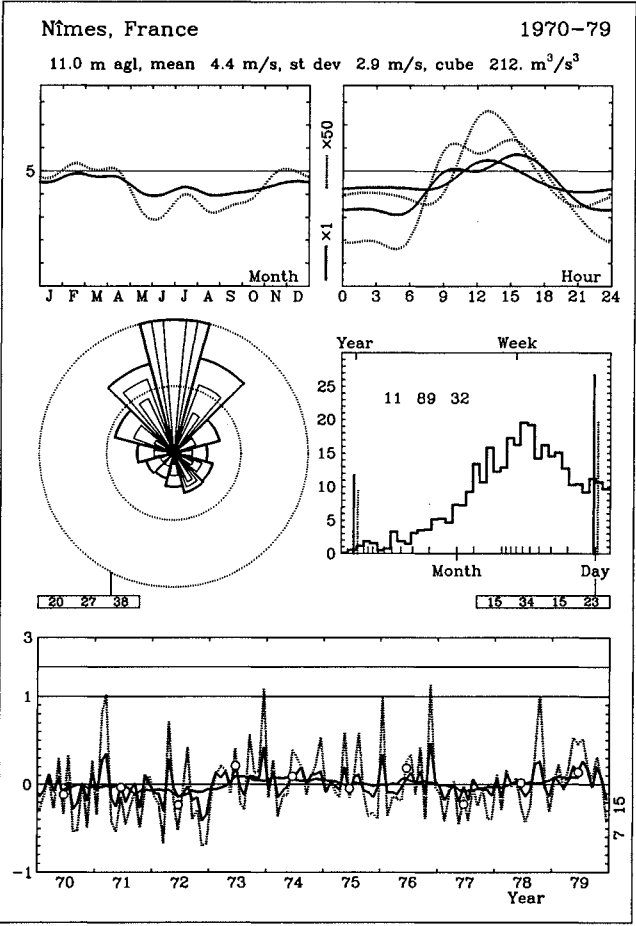 Nîmes, France 1970-79
11.0 m agl, mean 4.4 m/s, st dev 2.9 m/s, cube 212. m³/s³
5
×1 ×50
Month
Hour
J F M A M J J A S O N D
0 3 6 9 12 15 18 21 24
Year Week
25
20
15
10
5
0
11 89 32
Month Day
20 27 38
15 34 15 23
3
1
0
-1
7 15
70 71 72 73 74 75 76 77 78 79
Year